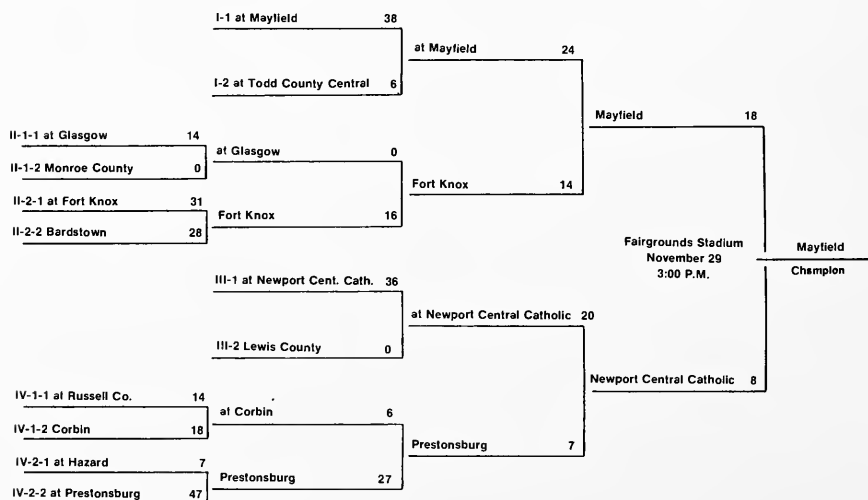 I-1 at Mayfield 38
at Mayfield 24
I-2 at Todd County Central 6
Mayfield 18
II-1-1 at Glasgow 14
at Glasgow 0
II-1-2 Monroe County 0
Fort Knox 14
II-2-1 at Fort Knox 31
Fort Knox 16
II-2-2 Bardstown 28
Fairgrounds Stadium
November 29
3:00 P.M.
Mayfield
Champion
III-1 at Newport Cent. Cath. 36
at Newport Central Catholic 20
III-2 Lewis County 0
Newport Central Catholic 8
IV-1-1 at Russell Co. 14
at Corbin 6
IV-1-2 Corbin 18
Prestonsburg 7
IV-2-1 at Hazard 7
Prestonsburg 27
IV-2-2 at Prestonsburg 47